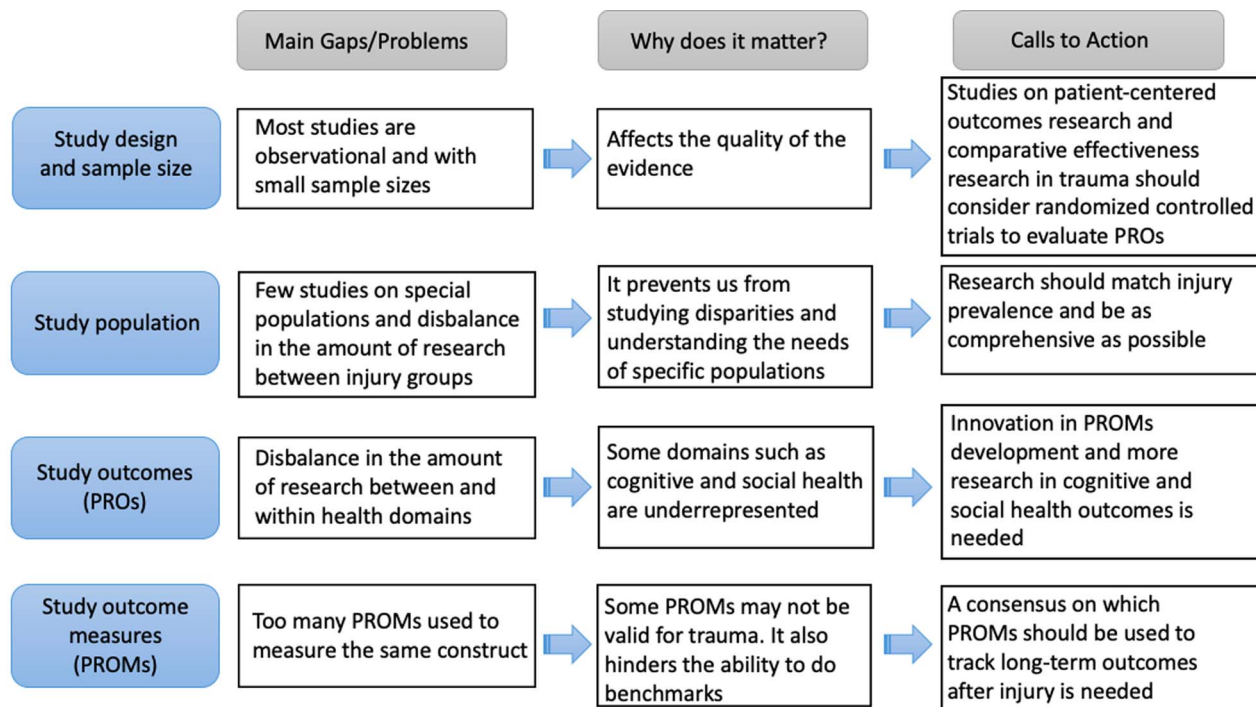 Main Gaps/Problems
Why does it matter?
Calls to Action
Study design
and sample size
Most studies are
observational and with
small sample sizes
Affects the quality of the
evidence
Studies on patient-centered
outcomes research and
comparative effectiveness
research in trauma should
consider randomized controlled
trials to evaluate PROs
Study population
Few studies on special
populations and disbalance
in the amount of research
between injury groups
It prevents us from
studying disparities and
understanding the needs
of specific populations
Research should match injury
prevalence and be as
comprehensive as possible
Study outcomes
(PROs)
Disbalance in the amount
of research between and
within health domains
Some domains such as
cognitive and social health
are underrepresented
Innovation in PROMs
development and more
research in cognitive and
social health outcomes is
needed
Study outcome
measures
(PROMs)
Too many PROMs used to
measure the same construct
Some PROMs may not be
valid for trauma. It also
hinders the ability to do
benchmarks
A consensus on which
PROMs should be used to
track long-term outcomes
after injury is needed